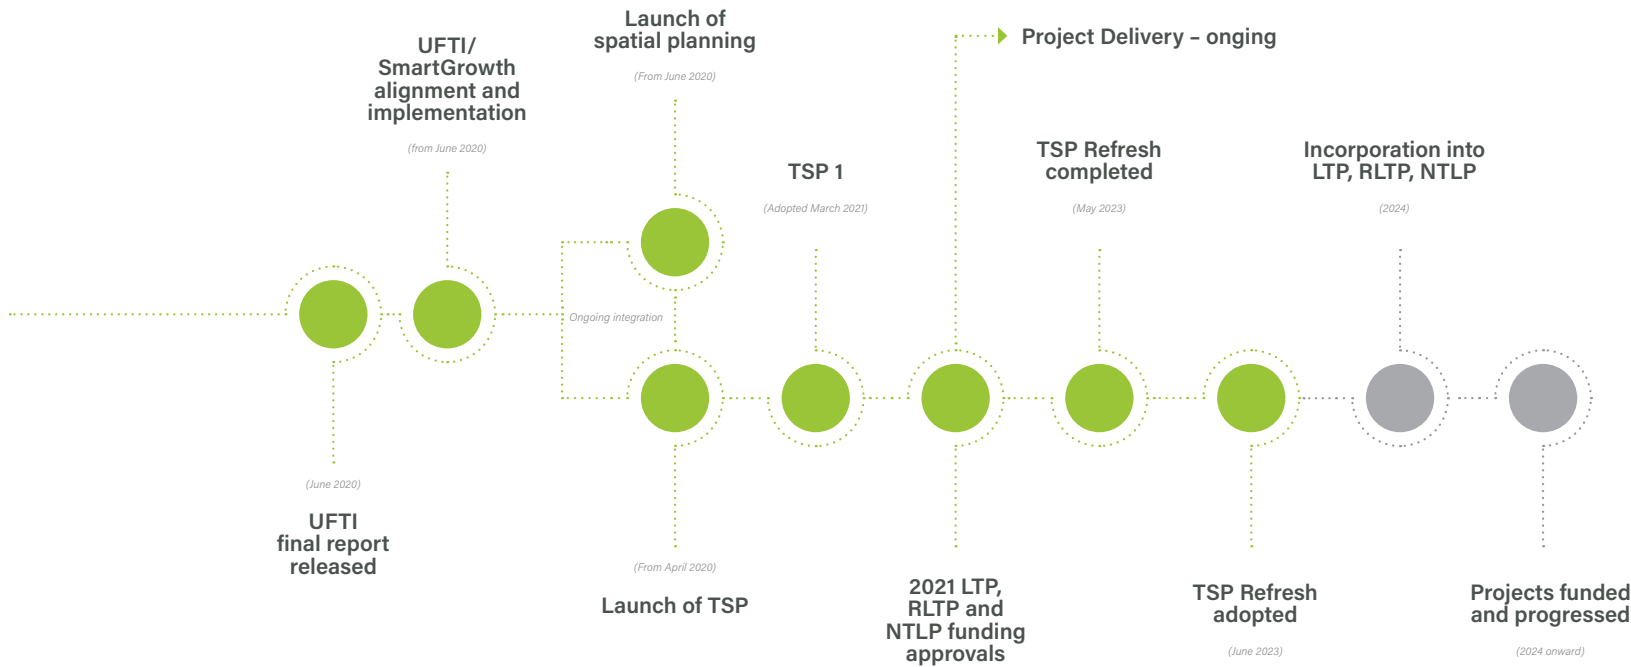 UFTI/
SmartGrowth
alignment and
implementation
(from June 2020)
Launch of
spatial planning
(From June 2020)
Project Delivery – onging
TSP 1
(Adopted March 2021)
TSP Refresh
completed
(May 2023)
Incorporation into
LTP, RLTP, NTLP
(2024)
Ongoing integration
(June 2020)
UFTI
final report
released
(From April 2020)
Launch of TSP
2021 LTP,
RLTP and
NTLP funding
approvals
TSP Refresh
adopted
(June 2023)
Projects funded
and progressed
(2024 onward)